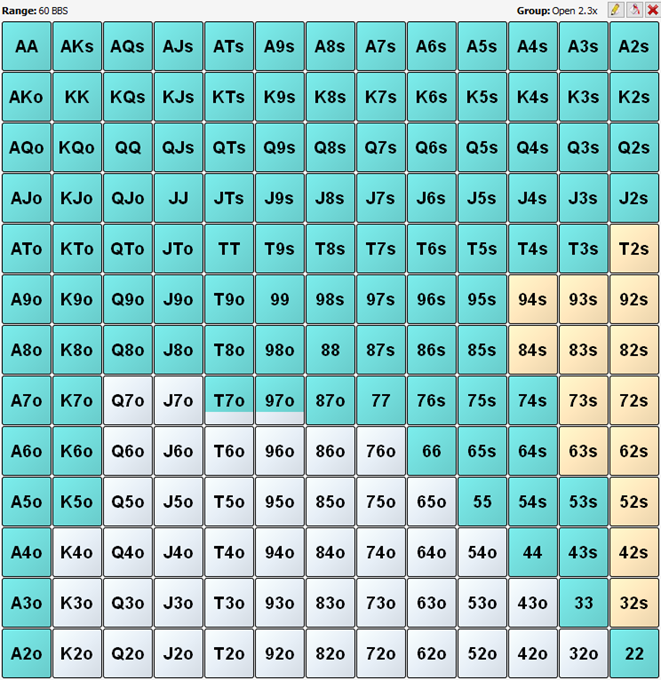 Range: 60 BBS Group: Open 2.3x
AA AKs AQs AJs ATs A9s A8s A7s A6s A5s A4s A3s A2s
AKo KK KQs KJs KTs K9s K8s K7s K6s K5s K4s K3s K2s
AQo KQo QQ QJs QTs Q9s Q8s Q7s Q6s Q5s Q4s Q3s Q2s
AJo KJo QJo JJ JTs J9s J8s J7s J6s J5s J4s J3s J2s
ATo KTo QTo JTo TT T9s T8s T7s T6s T5s T4s T3s T2s
A9o K9o Q9o J9o T9o 99 98s 97s 96s 95s 94s 93s 92s
A8o K8o Q8o J8o T8o 98o 88 87s 86s 85s 84s 83s 82s
A7o K7o Q7o J7o T7o 97o 87o 77 76s 75s 74s 73s 72s
A6o K6o Q6o J6o T6o 96o 86o 76o 66 65s 64s 63s 62s
A5o K5o Q5o J5o T5o 95o 85o 75o 65o 55 54s 53s 52s
A4o K4o Q4o J4o T4o 94o 84o 74o 64o 54o 44 43s 42s
A3o K3o Q3o J3o T3o 93o 83o 73o 63o 53o 43o 33 32s
A2o K2o Q2o J2o T2o 92o 82o 72o 62o 52o 42o 32o 22